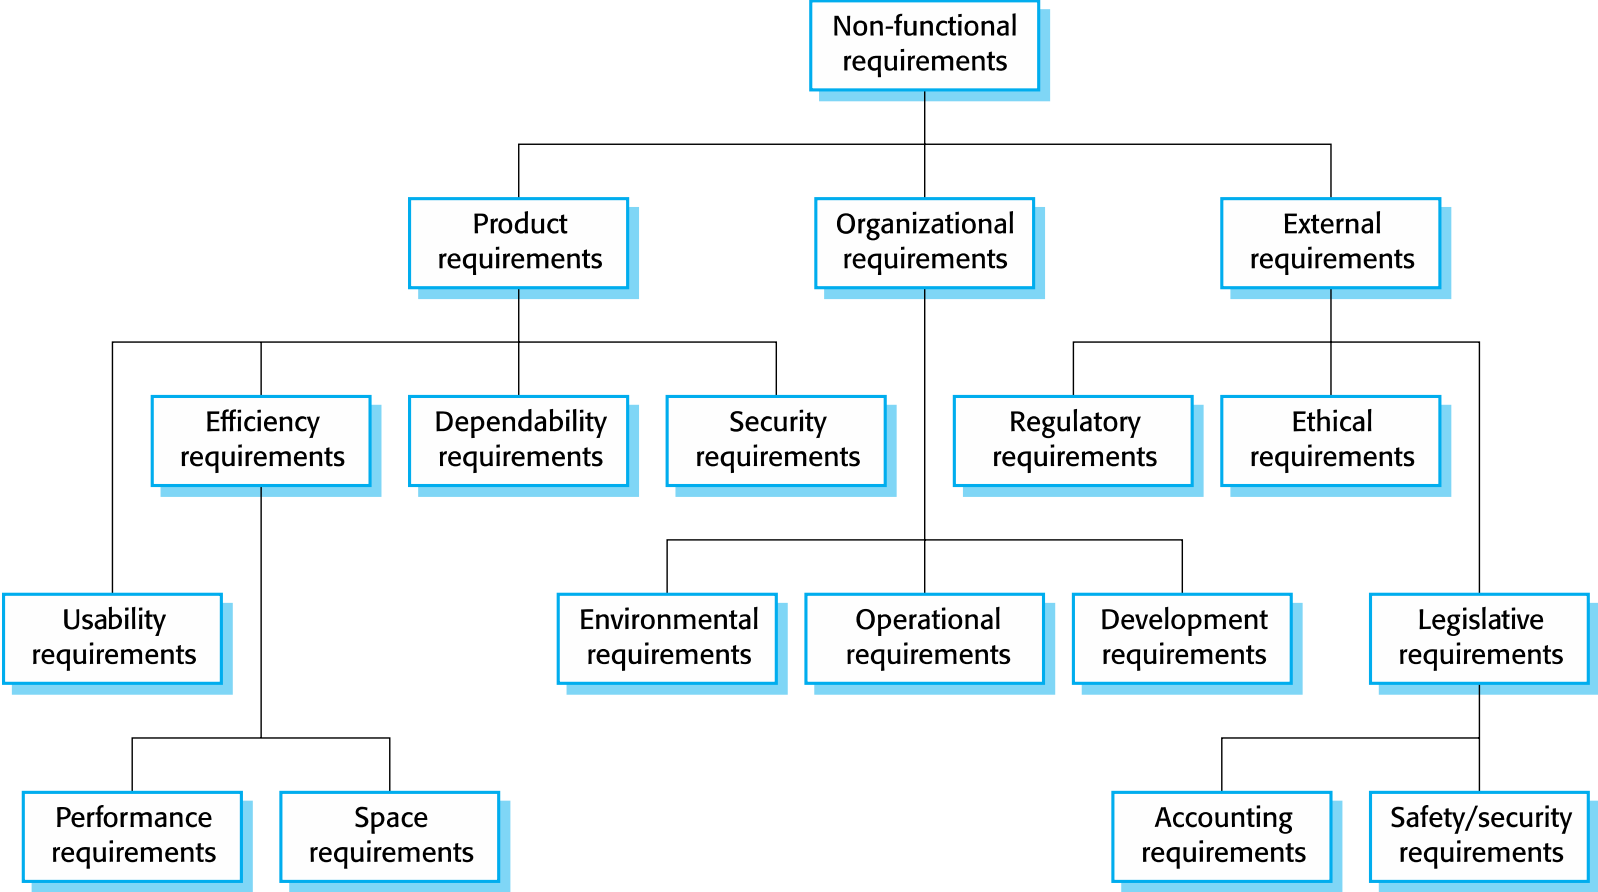 Non-functional
requirements
Product
requirements
Organizational
requirements
External
requirements
Efficiency
requirements
Dependability
requirements
Security
requirements
Regulatory
requirements
Ethical
requirements
Usability
requirements
Environmental
requirements
Operational
requirements
Development
requirements
Legislative
requirements
Performance
requirements
Space
requirements
Accounting
requirements
Safety/security
requirements